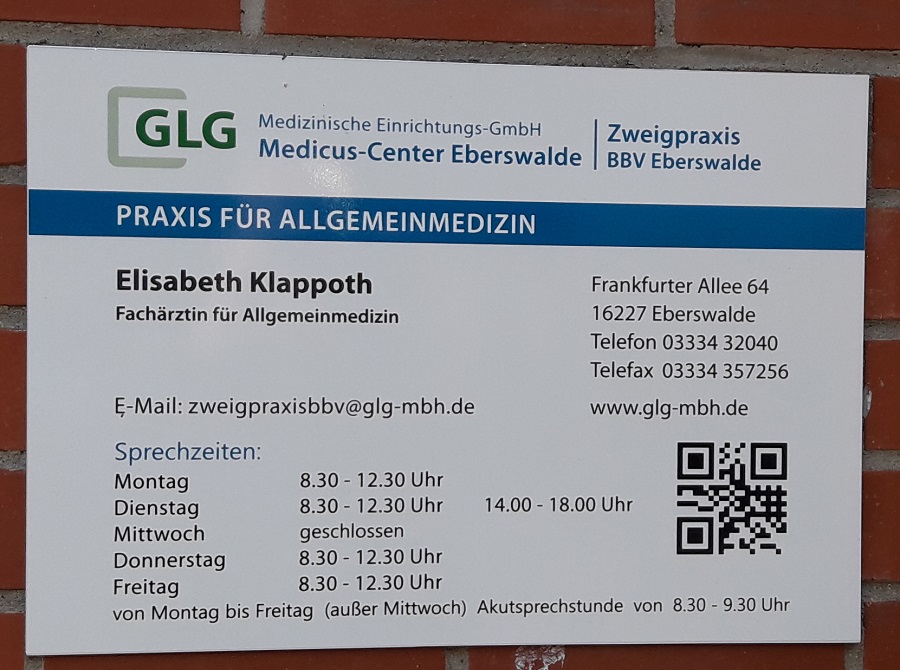 GLG
Medizinische Einrichtungs-GmbH
Medicus-Center Eberswalde
Zweigpraxis
BBV Eberswalde
PRAXIS FÜR ALLGEMEINMEDIZIN
Elisabeth Klappoth
Fachärztin für Allgemeinmedizin
Frankfurter Allee 64
16227 Eberswalde
Telefon 03334 32040
Telefax 03334 357256
E-Mail: zweigpraxisbbv@glg-mbh.de
www.glg-mbh.de
Sprechzeiten:
Montag 8.30 - 12.30 Uhr
Dienstag 8.30 - 12.30 Uhr 14.00 - 18.00 Uhr
Mittwoch geschlossen
Donnerstag 8.30 - 12.30 Uhr
Freitag 8.30 - 12.30 Uhr
von Montag bis Freitag (außer Mittwoch) Akutsprechstunde von 8.30 - 9.30 Uhr